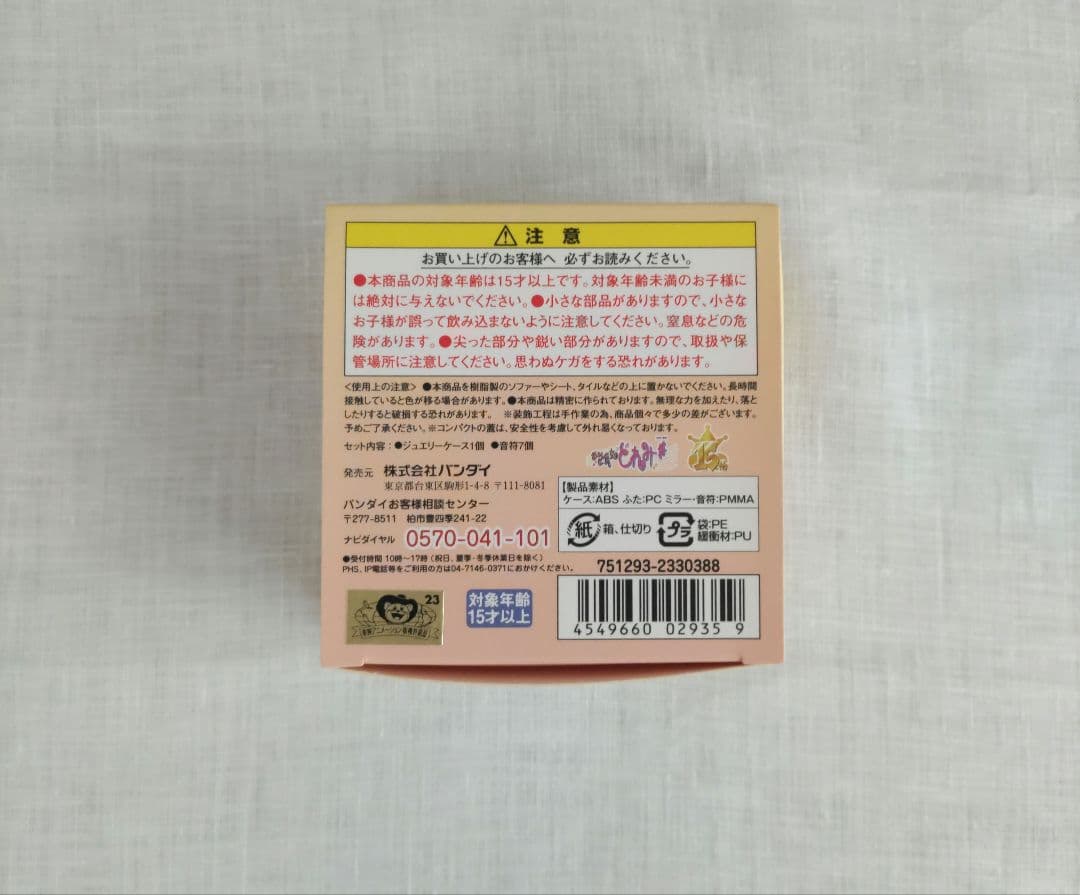 ⚠ 注意
お買い上げのお客様へ 必ずお読みください。
●本商品の対象年齢は15才以上です。対象年齢未満のお子様に
は絶対に与えないでください。●小さな部品がありますので、小さな
お子様が誤って飲み込まないように注意してください。窒息などの危
険があります。●尖った部分や鋭い部分がありますので、取扱や保
管場所に注意してください。思わぬケガをする恐れがあります。
〈使用上の注意〉 ●本商品を樹脂製のソファーやシート、タイルなどの上に置かないでください。長時間
接触していると色が移る場合があります。●本商品は精密に作られております。無理な力を加えたり、落と
したりすると破損する恐れがあります。 ※装飾工程は手作業の為、商品個々で多少の差がございます。
予めご了承ください。※コンパクトの蓋は、安全性を考慮して外れ易くなっております。
セット内容:●ジュエリーケース1個 ●音符7個
おジャ魔女どれみ
15
発売元 株式会社バンダイ
東京都台東区駒形1-4-8 〒111-8081
バンダイお客様相談センター
〒277-8511 柏市豊四季241-22
ナビダイヤル 0570-041-101
●受付時間 10時〜17時(祝日、夏季・冬季休業日を除く)
PHS、IP電話等をご利用の方は04-7146-0371におかけください。
【製品素材】
ケース:ABS ふた:PC ミラー・音符:PMMA
紙 箱、仕切り プラ 袋:PE
緩衝材:PU
751293-2330388
23
東映アニメーション
対象年齢
15才以上
4549660 02935 9